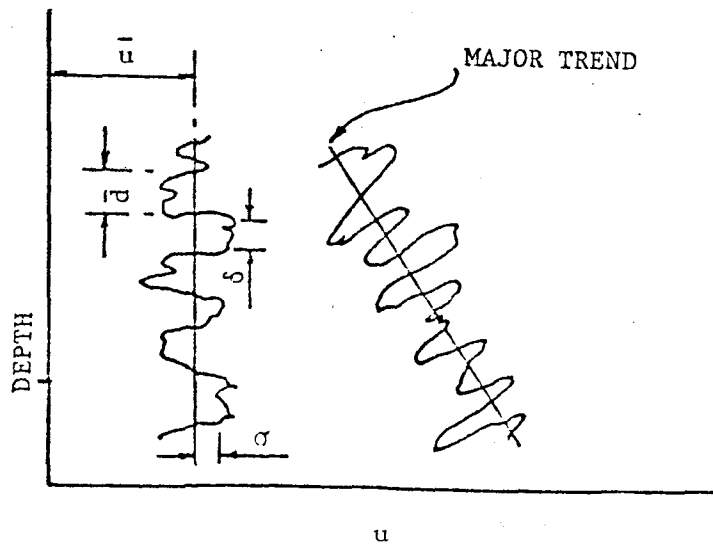 ū
MAJOR TREND
d̄
δ
DEPTH
σ
u